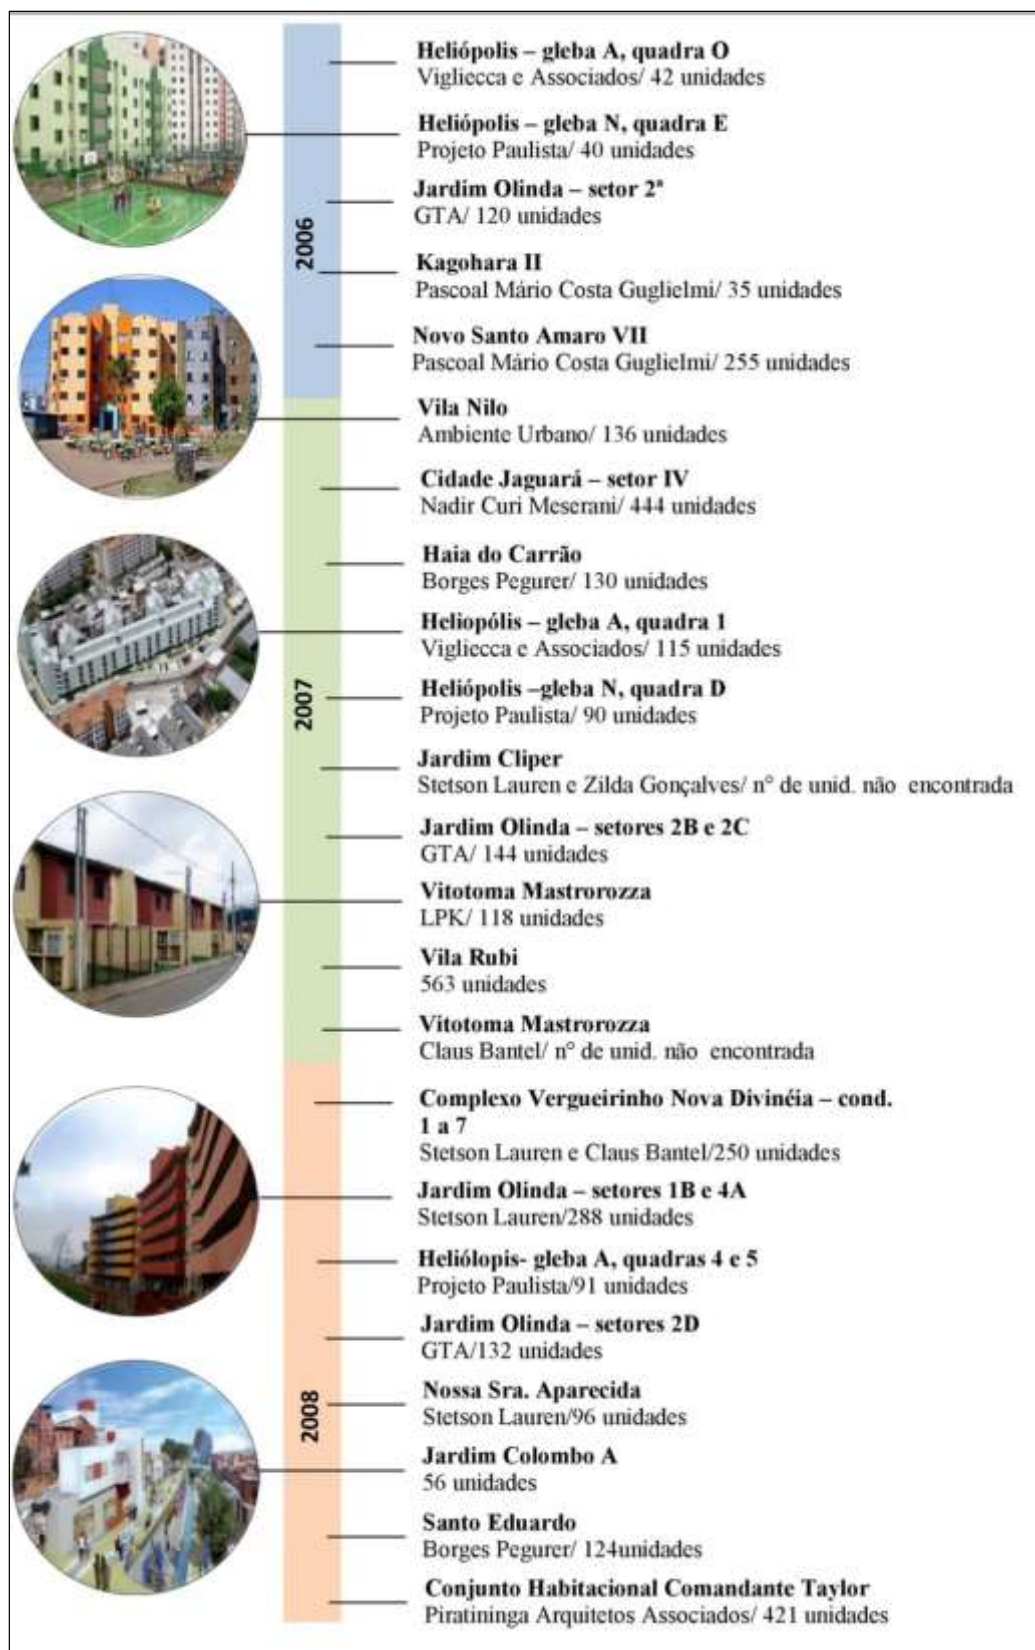 Heliópolis – gleba A, quadra O
Vigliecca e Associados/ 42 unidades
Heliópolis – gleba N, quadra E
Projeto Paulista/ 40 unidades
Jardim Olinda – setor 2ª
GTA/ 120 unidades
2006
Kagohara II
Pascoal Mário Costa Guglielmi/ 35 unidades
Novo Santo Amaro VII
Pascoal Mário Costa Guglielmi/ 255 unidades
Vila Nilo
Ambiente Urbano/ 136 unidades
Cidade Jaguará – setor IV
Nadir Curi Meserani/ 444 unidades
Haia do Carrão
Borges Pegurer/ 130 unidades
Heliopólis – gleba A, quadra 1
Vigliecca e Associados/ 115 unidades
Heliópolis –gleba N, quadra D
Projeto Paulista/ 90 unidades
2007
Jardim Cliper
Stetson Lauren e Zilda Gonçalves/ n° de unid. não encontrada
Jardim Olinda – setores 2B e 2C
GTA/ 144 unidades
Vitotoma Mastrorozza
LPK/ 118 unidades
Vila Rubi
563 unidades
Vitotoma Mastrorozza
Claus Bantel/ n° de unid. não encontrada
Complexo Vergueirinho Nova Divinéia – cond.
1 a 7
Stetson Lauren e Claus Bantel/250 unidades
Jardim Olinda – setores 1B e 4A
Stetson Lauren/288 unidades
Heliólopis- gleba A, quadras 4 e 5
Projeto Paulista/91 unidades
Jardim Olinda – setores 2D
GTA/132 unidades
Nossa Sra. Aparecida
Stetson Lauren/96 unidades
2008
Jardim Colombo A
56 unidades
Santo Eduardo
Borges Pegurer/ 124unidades
Conjunto Habitacional Comandante Taylor
Piratininga Arquitetos Associados/ 421 unidades